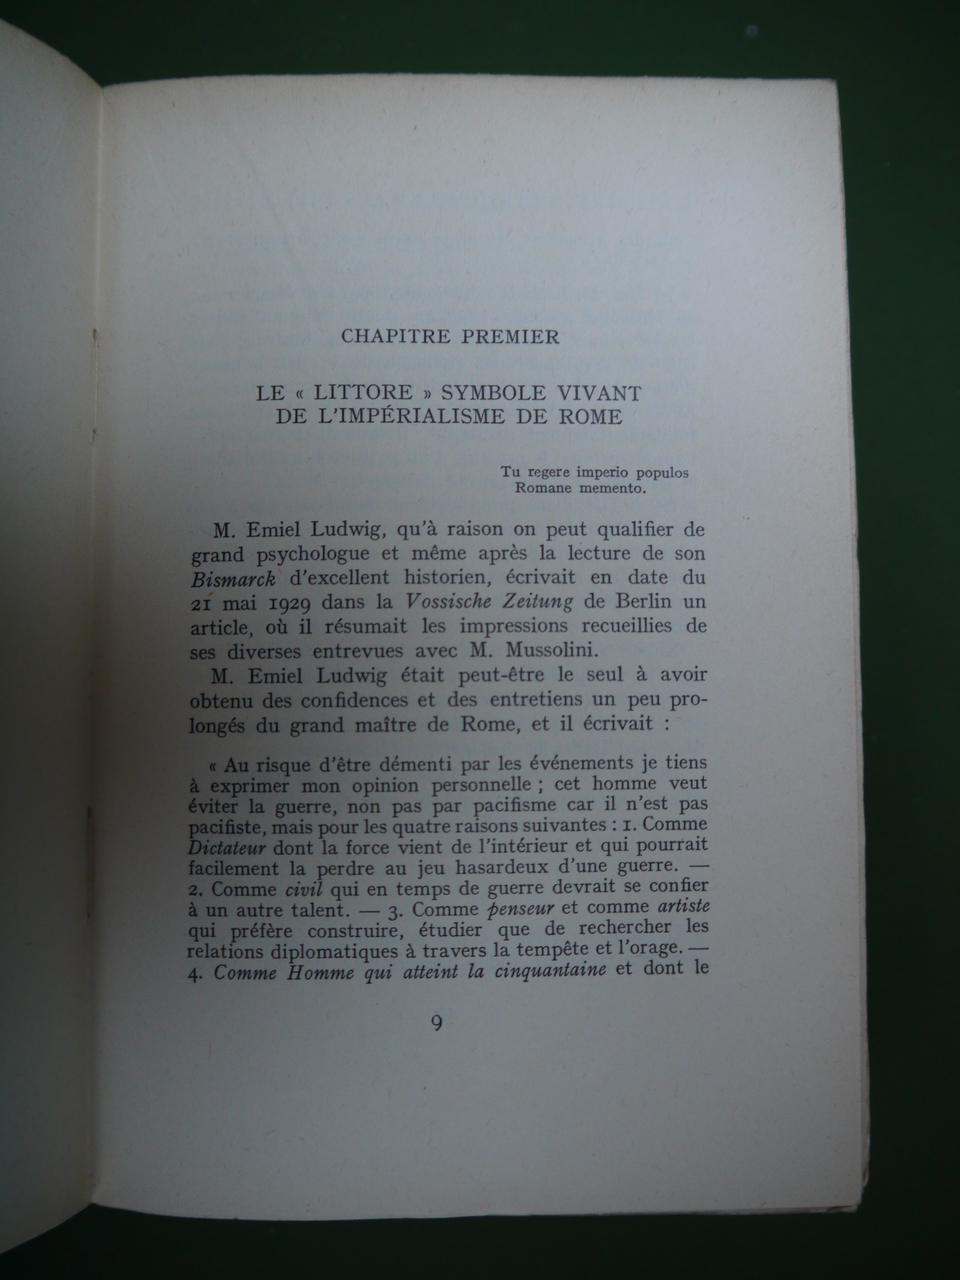 CHAPITRE PREMIER
LE « LITTORE » SYMBOLE VIVANT
DE L'IMPÉRIALISME DE ROME
Tu regere imperio populos
Romane memento.
M. Emiel Ludwig, qu'à raison on peut qualifier de
grand psychologue et même après la lecture de son
Bismarck d'excellent historien, écrivait en date du
21 mai 1929 dans la Vossische Zeitung de Berlin un
article, où il résumait les impressions recueillies de
ses diverses entrevues avec M. Mussolini.
M. Emiel Ludwig était peut-être le seul à avoir
obtenu des confidences et des entretiens un peu pro-
longés du grand maître de Rome, et il écrivait :
« Au risque d'être démenti par les événements je tiens
à exprimer mon opinion personnelle ; cet homme veut
éviter la guerre, non pas par pacifisme car il n'est pas
pacifiste, mais pour les quatre raisons suivantes : 1. Comme
Dictateur dont la force vient de l'intérieur et qui pourrait
facilement la perdre au jeu hasardeux d'une guerre. —
2. Comme civil qui en temps de guerre devrait se confier
à un autre talent. — 3. Comme penseur et comme artiste
qui préfère construire, étudier que de rechercher les
relations diplomatiques à travers la tempête et l'orage. —
4. Comme Homme qui atteint la cinquantaine et dont le
9